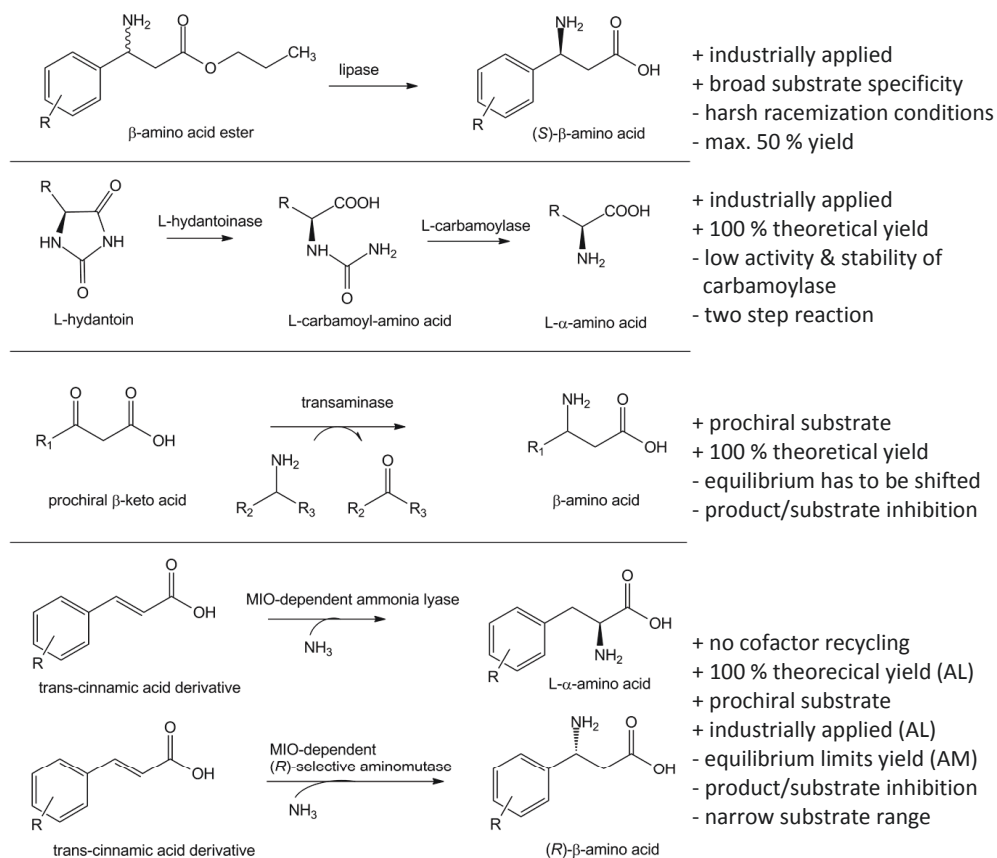 NH₂
O
O
CH₃
R
β-amino acid ester
lipase
NH₂
O
OH
R
(S)-β-amino acid
+ industrially applied
+ broad substrate specificity
- harsh racemization conditions
- max. 50 % yield
R
O
HN
NH
O
L-hydantoin
L-hydantoinase
R
COOH
HN
NH₂
O
L-carbamoyl-amino acid
L-carbamoylase
R
COOH
NH₂
L-α-amino acid
+ industrially applied
+ 100 % theoretical yield
- low activity & stability of
carbamoylase
- two step reaction
O
O
R₁
OH
prochiral β-keto acid
transaminase
NH₂
R₂
R₃
O
R₂
R₃
NH₂
O
R₁
OH
β-amino acid
+ prochiral substrate
+ 100 % theoretical yield
- equilibrium has to be shifted
- product/substrate inhibition
O
OH
R
trans-cinnamic acid derivative
MIO-dependent ammonia lyase
NH₃
O
OH
NH₂
R
L-α-amino acid
O
OH
R
trans-cinnamic acid derivative
MIO-dependent
(R)-selective aminomutase
NH₃
NH₂
O
OH
R
(R)-β-amino acid
+ no cofactor recycling
+ 100 % theorecical yield (AL)
+ prochiral substrate
+ industrially applied (AL)
- equilibrium limits yield (AM)
- product/substrate inhibition
- narrow substrate range